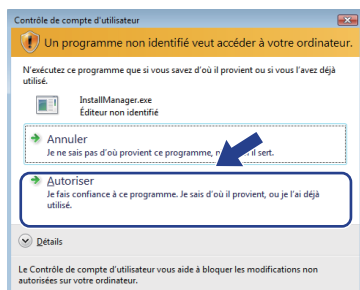 Contrôle de compte d'utilisateur
Un programme non identifié veut accéder à votre ordinateur.
N'exécutez ce programme que si vous savez d'où il provient ou si vous l'avez déjà
utilisé.
InstallManager.exe
Éditeur non identifié
Annuler
Je ne sais pas d'où provient ce programme, il sert.
Autoriser
Je fais confiance à ce programme. Je sais d'où il provient, ou je l'ai déjà
utilisé.
Détails
Le Contrôle de compte d'utilisateur vous aide à bloquer les modifications non
autorisées sur votre ordinateur.